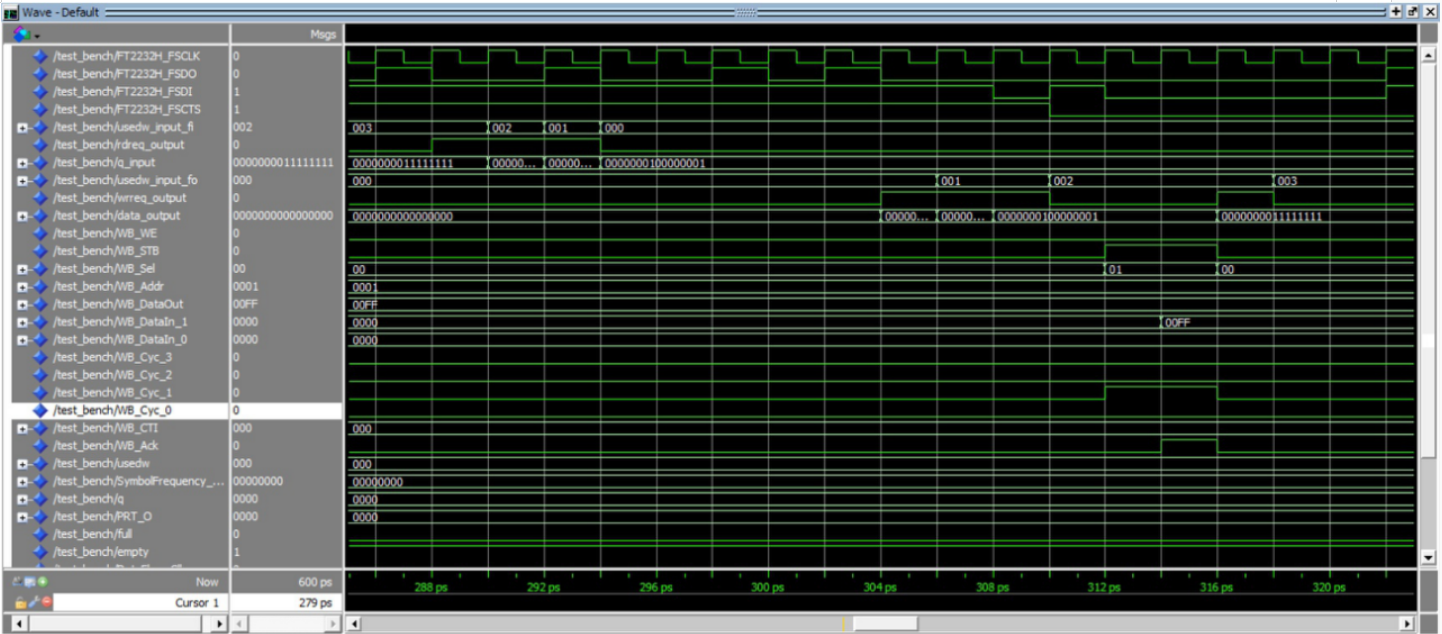 Wave - Default
Msgs
/test_bench/FT2232H_FSCLK 0
/test_bench/FT2232H_FSDO 0
/test_bench/FT2232H_FSDI 1
/test_bench/FT2232H_FSCTS 1
/test_bench/usedw_input_fi 002 003 002 001 000
/test_bench/rdreq_output 0
/test_bench/q_input 0000000011111111 0000000011111111 00000... 00000... 0000000100000001
/test_bench/usedw_input_fo 000 000 001 002 003
/test_bench/wrreq_output 0
/test_bench/data_output 0000000000000000 0000000000000000 00000... 00000... 0000000100000001 0000000011111111
/test_bench/WB_WE 0
/test_bench/WB_STB 0
/test_bench/WB_Sel 00 00 01 00
/test_bench/WB_Addr 0001 0001
/test_bench/WB_DataOut 00FF 00FF
/test_bench/WB_DataIn_1 0000 0000 00FF
/test_bench/WB_DataIn_0 0000 0000
/test_bench/WB_Cyc_3 0
/test_bench/WB_Cyc_2 0
/test_bench/WB_Cyc_1 0
/test_bench/WB_Cyc_0 0
/test_bench/WB_CTI 000 000
/test_bench/WB_Ack 0
/test_bench/usedw 000 000
/test_bench/SymbolFrequency_... 00000000 00000000
/test_bench/q 0000 0000
/test_bench/PRT_O 0000 0000
/test_bench/full 0
/test_bench/empty 1
Now 600 ps 288 ps 292 ps 296 ps 300 ps 304 ps 308 ps 312 ps 316 ps 320 ps
Cursor 1 279 ps